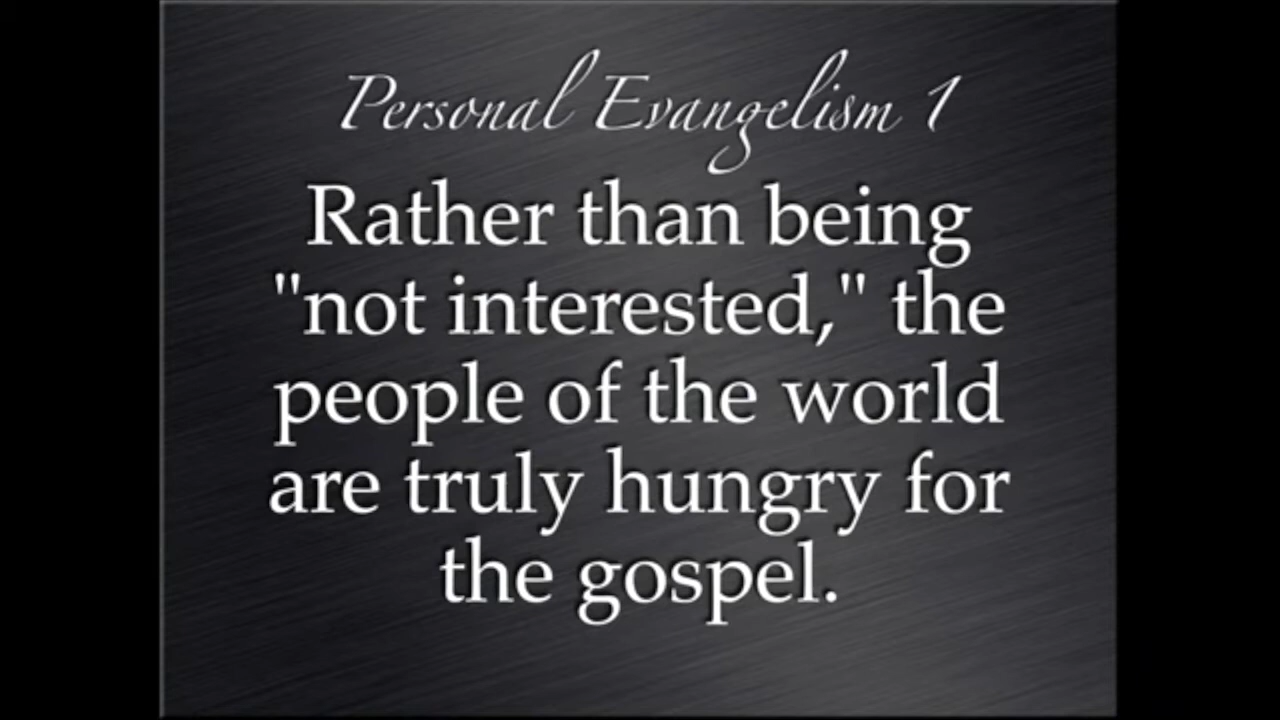 Personal Evangelism 1
Rather than being
"not interested," the
people of the world
are truly hungry for
the gospel.